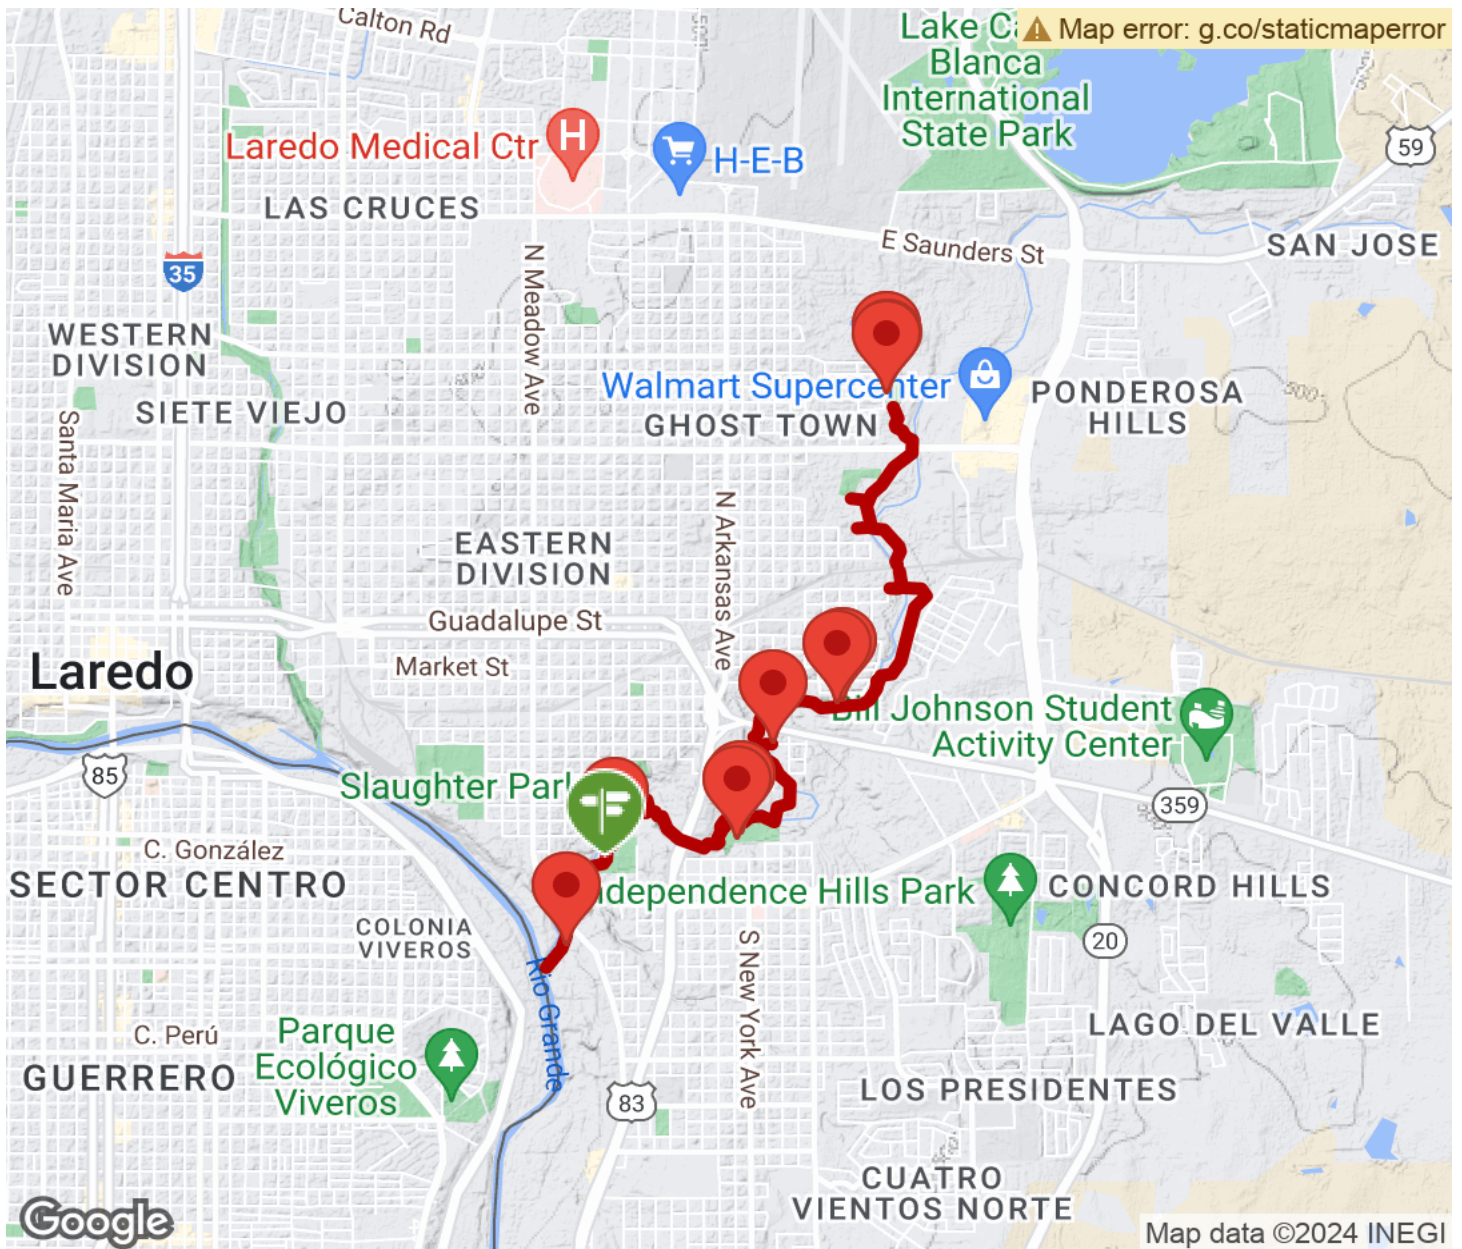 Calton Rd
Lake C
Map error: g.co/staticmaperror
Blanca
International
State Park
59
Laredo Medical Ctr
H
H-E-B
LAS CRUCES
E Saunders St
SAN JOSE
35
N Meadow Ave
WESTERN
DIVISION
Walmart Supercenter
PONDEROSA
HILLS
500
SIETE VIEJO
GHOST TOWN
Santa Maria Ave
N Arkansas Ave
EASTERN
DIVISION
Guadalupe St
Market St
Laredo
Bill Johnson Student
Activity Center
85
Slaughter Park
359
C. González
SECTOR CENTRO
ndependence Hills Park
CONCORD HILLS
COLONIA
VIVEROS
20
Rio Grande
S New York Ave
C. Perú
Parque
Ecológico
Viveros
GUERRERO
LAGO DEL VALLE
LOS PRESIDENTES
83
CUATRO
VIENTOS NORTE
Google
Map data ©2024 INEGI